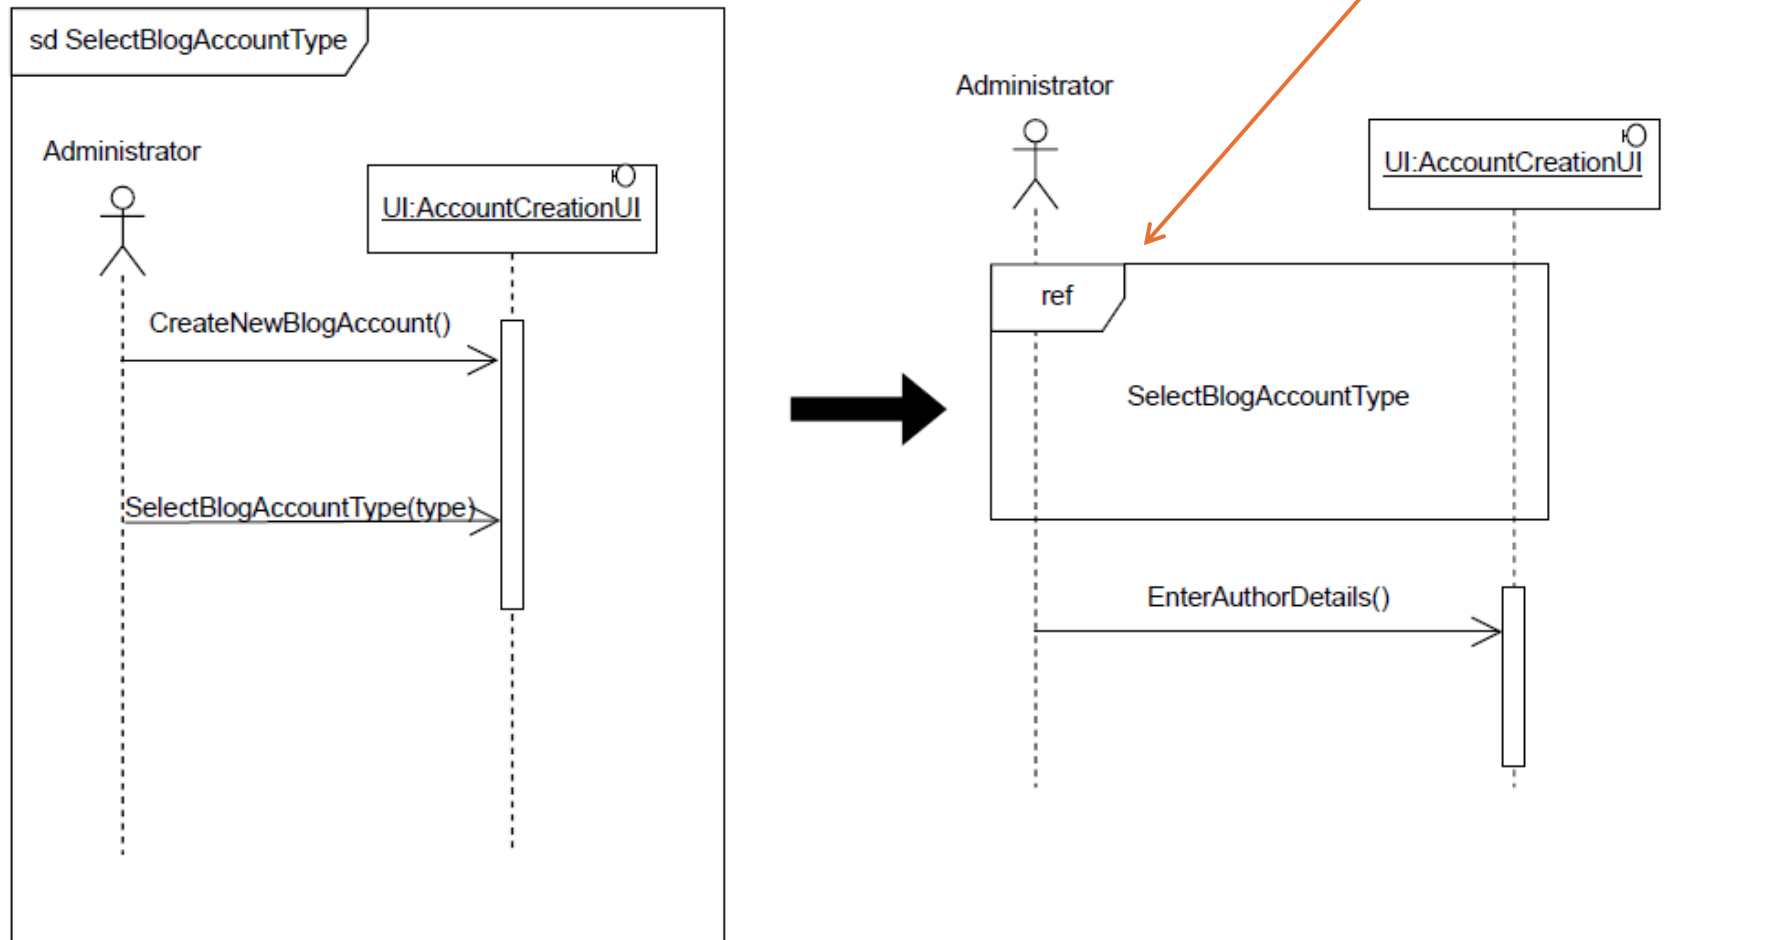 sd SelectBlogAccountType
Administrator
UI:AccountCreationUI
CreateNewBlogAccount()
SelectBlogAccountType(type)
Administrator
UI:AccountCreationUI
ref
SelectBlogAccountType
EnterAuthorDetails()